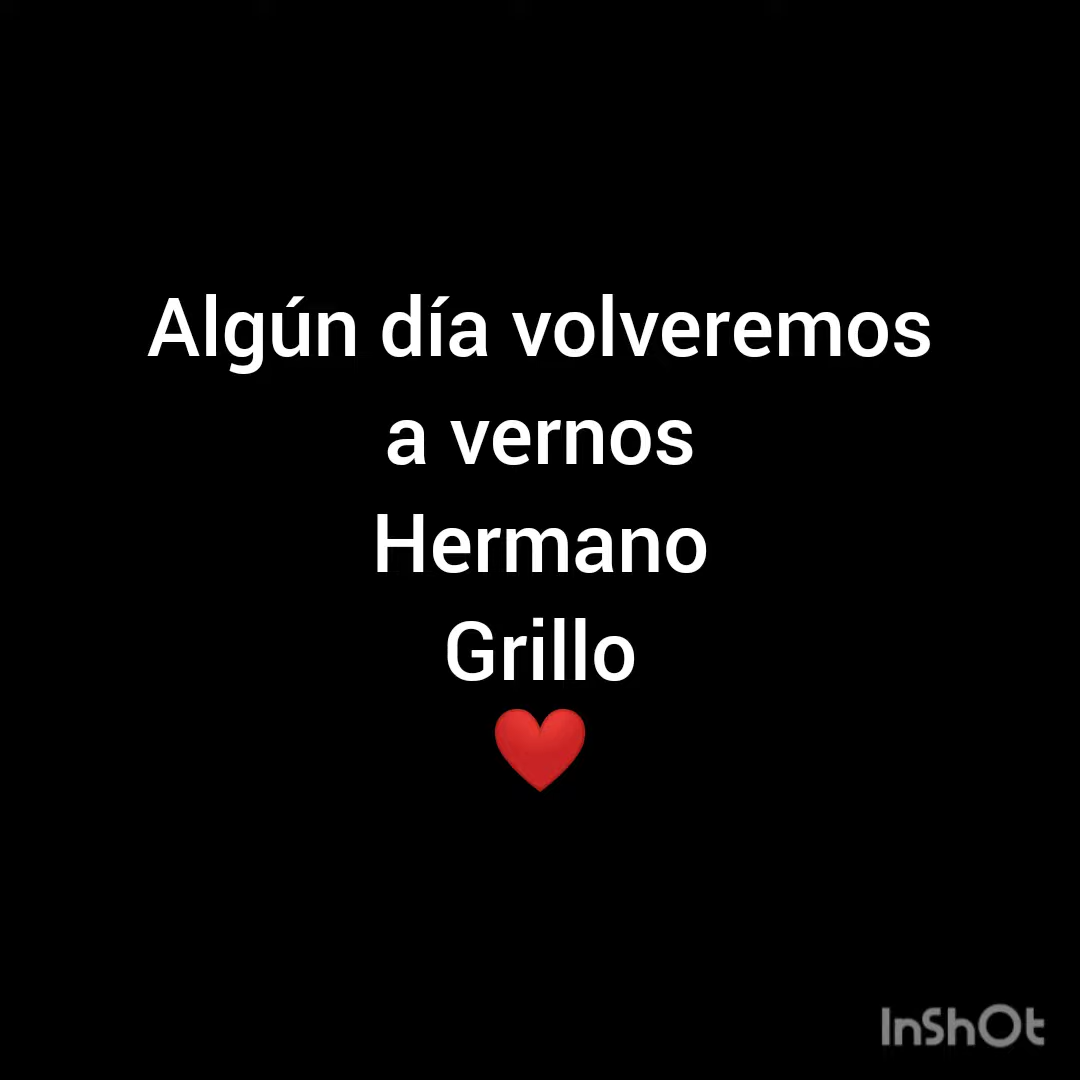 Algún día volveremos
a vernos
Hermano
Grillo
❤️
InShOt